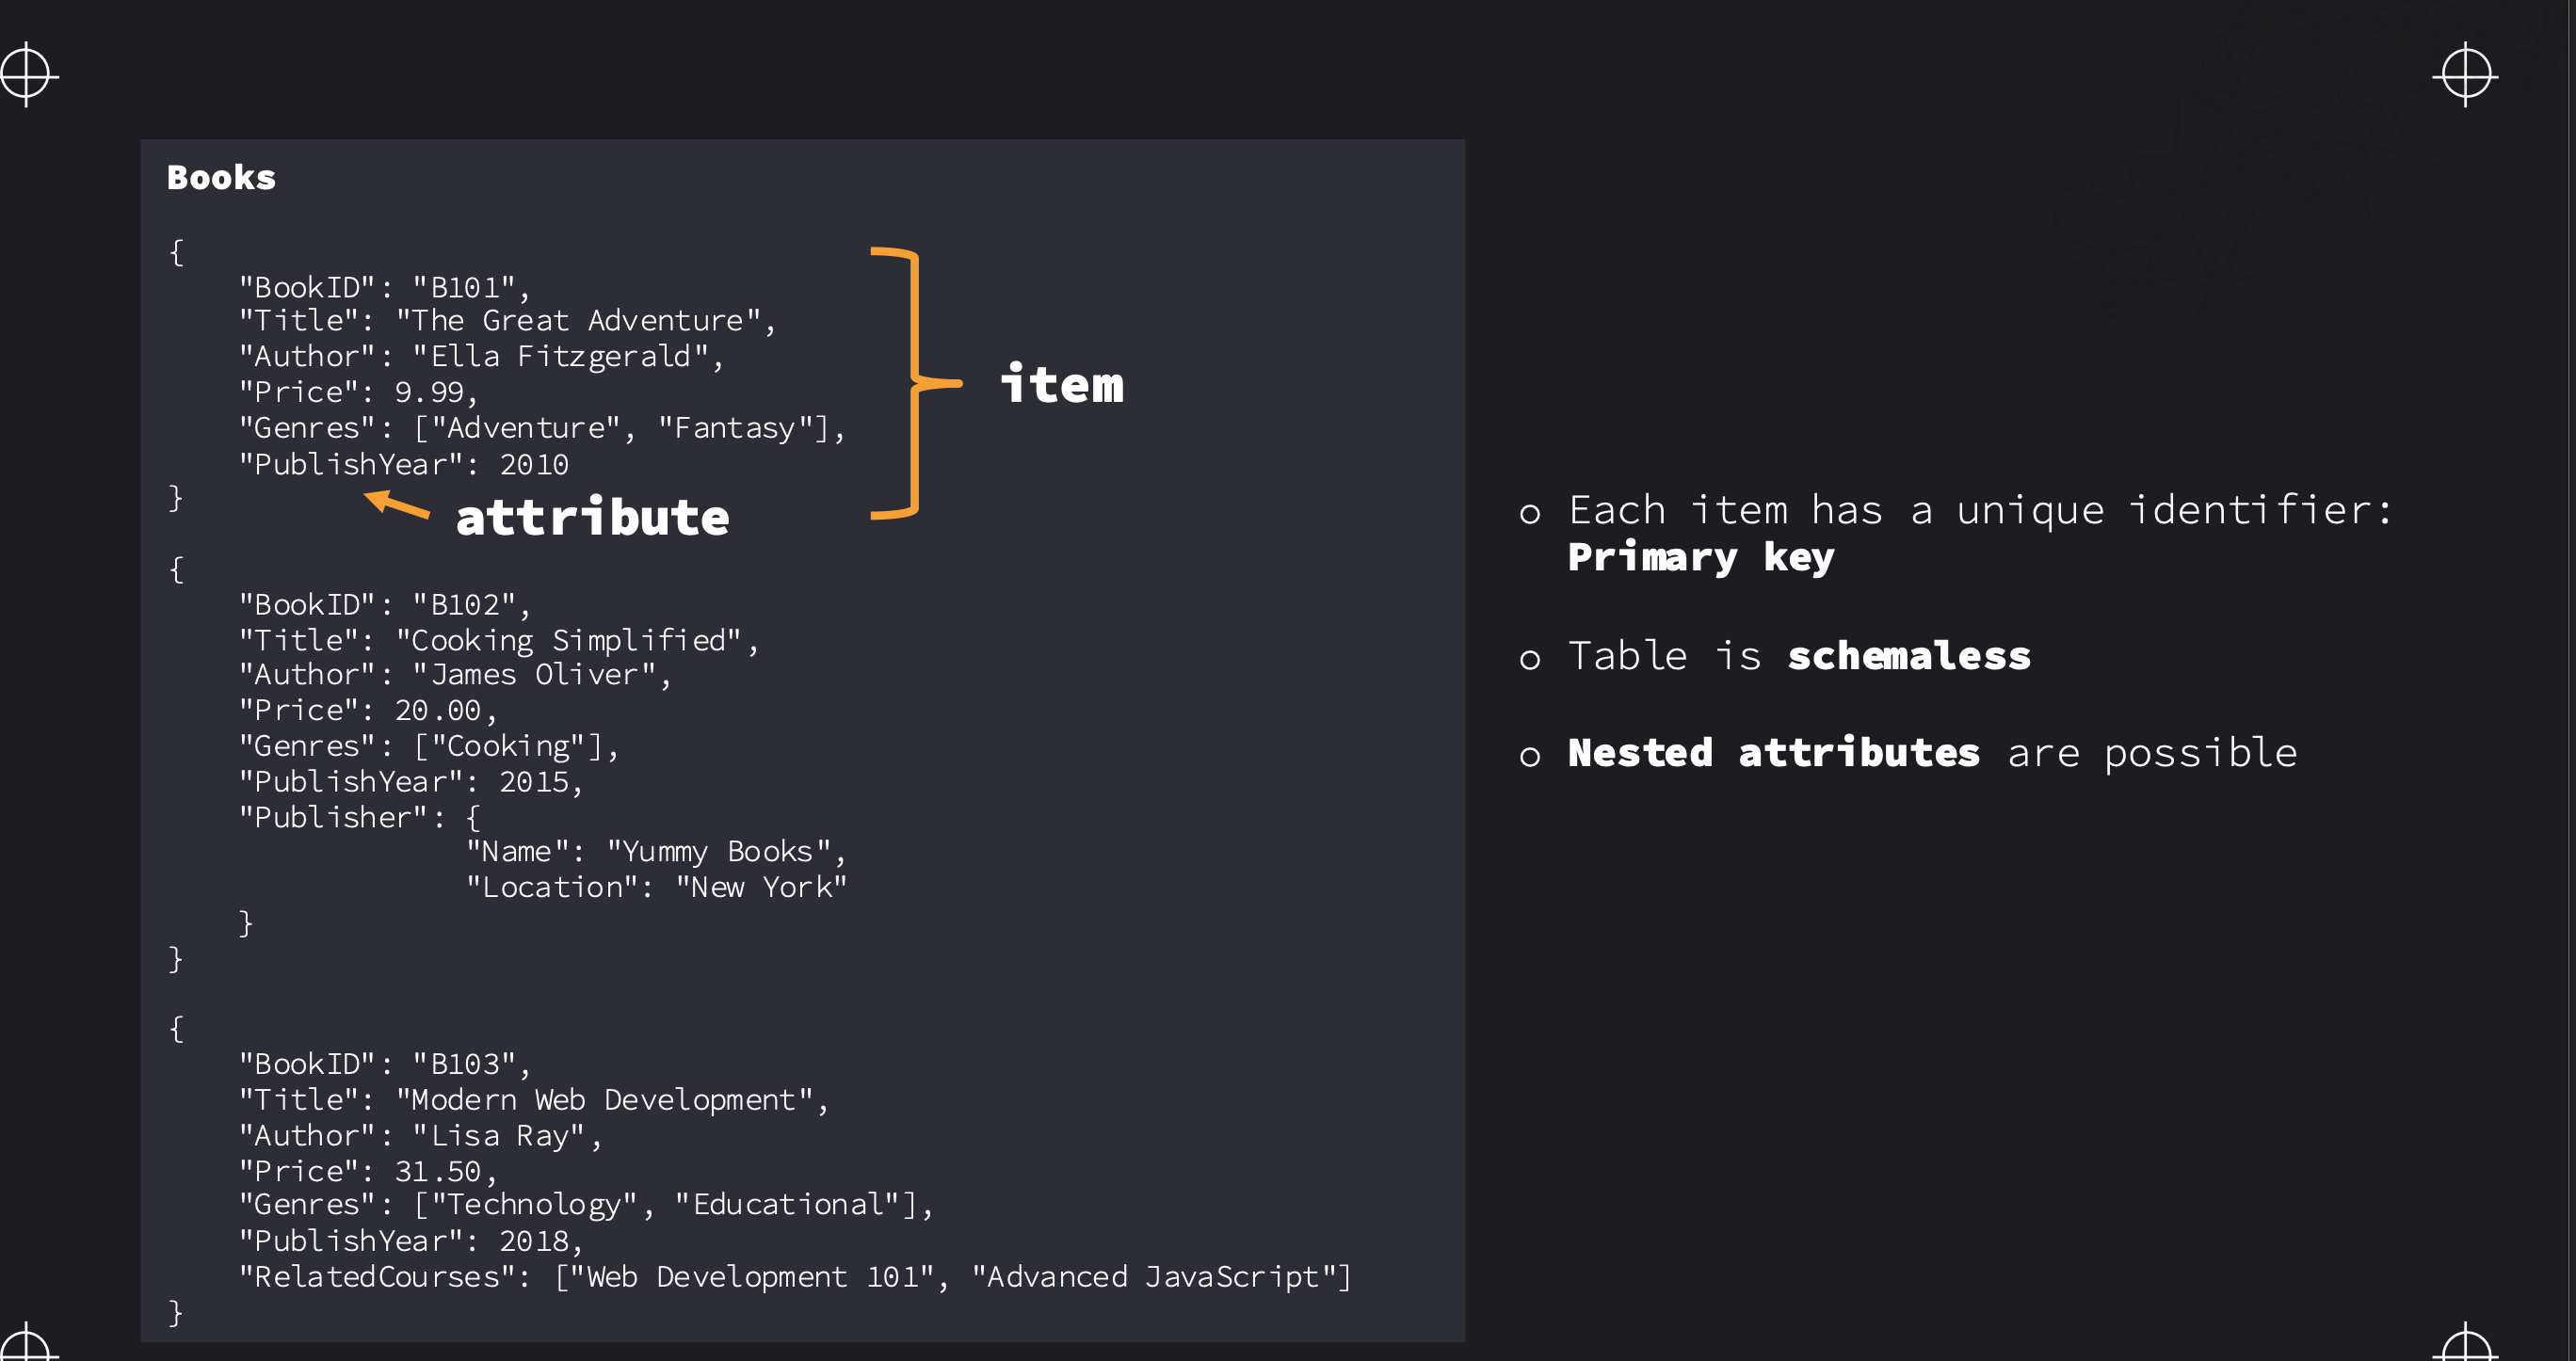 Books
{
"BookID": "B101",
"Title": "The Great Adventure",
"Author": "Ella Fitzgerald",
"Price": 9.99,
"Genres": ["Adventure", "Fantasy"],
"PublishYear": 2010
}
item
attribute
{
"BookID": "B102",
"Title": "Cooking Simplified",
"Author": "James Oliver",
"Price": 20.00,
"Genres": ["Cooking"],
"PublishYear": 2015,
"Publisher": {
"Name": "Yummy Books",
"Location": "New York"
}
}
{
"BookID": "B103",
"Title": "Modern Web Development",
"Author": "Lisa Ray",
"Price": 31.50,
"Genres": ["Technology", "Educational"],
"PublishYear": 2018,
"RelatedCourses": ["Web Development 101", "Advanced JavaScript"]
}
Each item has a unique identifier:
Primary key
Table is schemaless
Nested attributes are possible